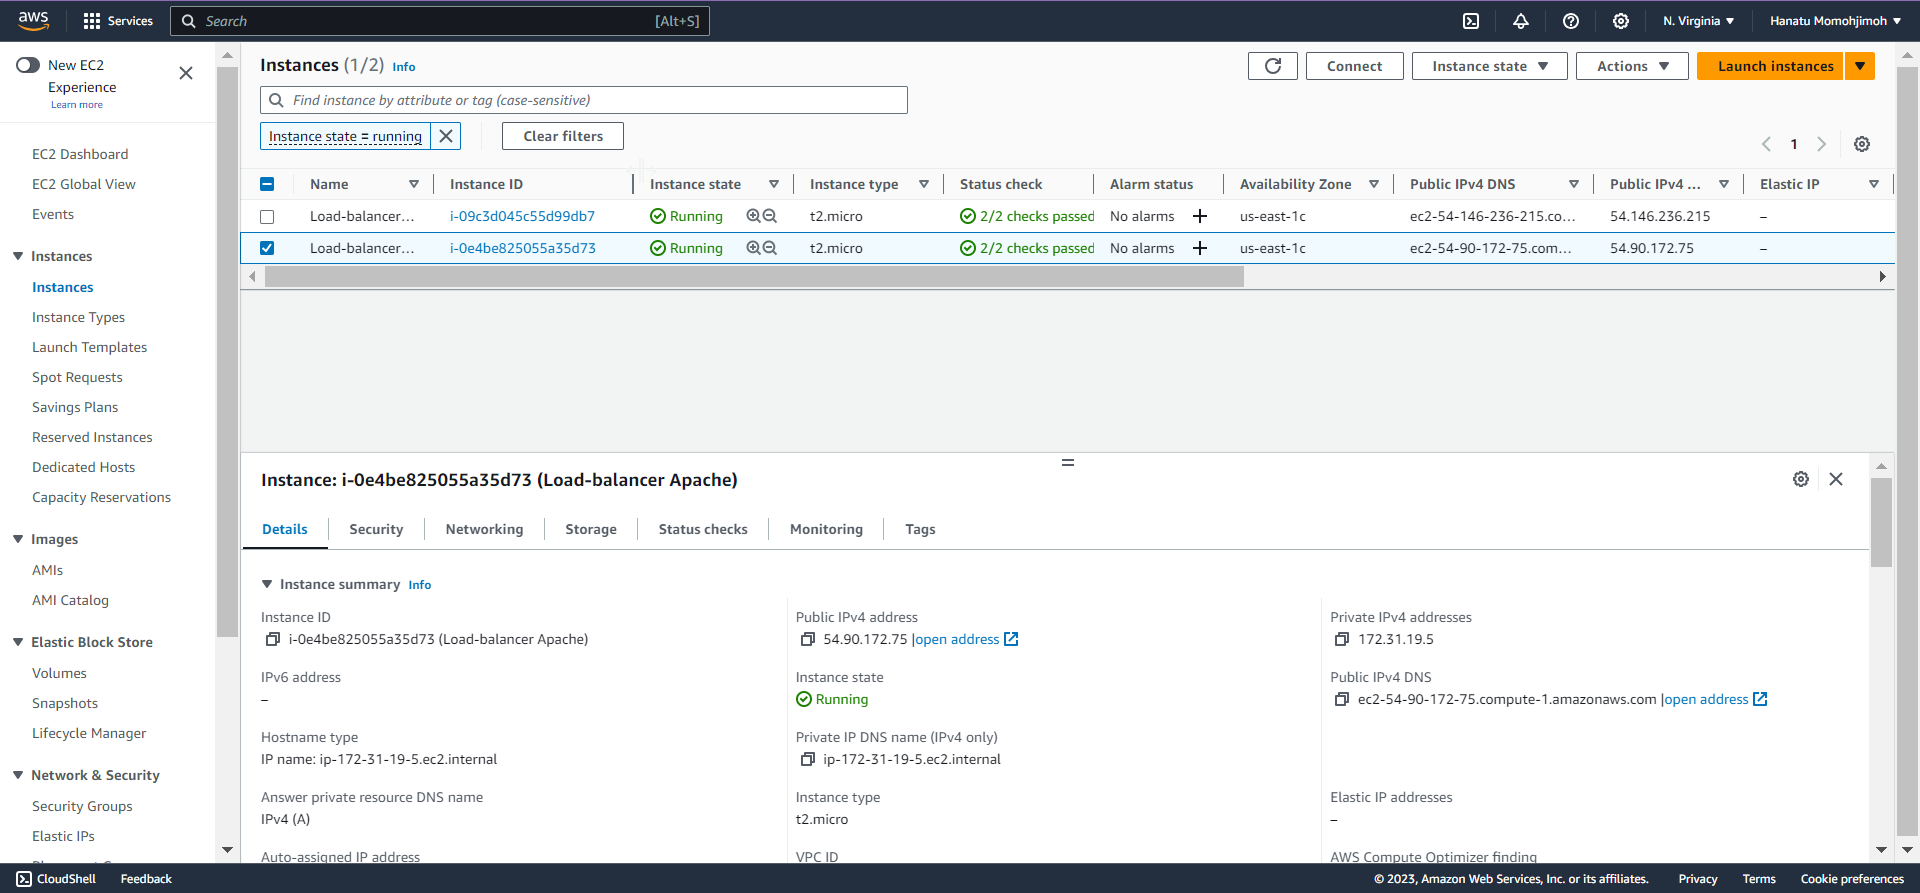 aws
Services
Search [Alt+S]
N. Virginia
Hanatu Momohjimoh
New EC2 Experience
Learn more
EC2 Dashboard
EC2 Global View
Events
Instances
Instances
Instance Types
Launch Templates
Spot Requests
Savings Plans
Reserved Instances
Dedicated Hosts
Capacity Reservations
Images
AMIs
AMI Catalog
Elastic Block Store
Volumes
Snapshots
Lifecycle Manager
Network & Security
Security Groups
Elastic IPs
Instances (1/2) Info
Connect
Instance state
Actions
Launch instances
Find instance by attribute or tag (case-sensitive)
Instance state = running
Clear filters
1
Name Instance ID Instance state Instance type Status check Alarm status Availability Zone Public IPv4 DNS Public IPv4 ... Elastic IP
Load-balancer... i-09c3d045c55d99db7 Running t2.micro 2/2 checks passed No alarms + us-east-1c ec2-54-146-236-215.co... 54.146.236.215 –
Load-balancer... i-0e4be825055a35d73 Running t2.micro 2/2 checks passed No alarms + us-east-1c ec2-54-90-172-75.com... 54.90.172.75 –
Instance: i-0e4be825055a35d73 (Load-balancer Apache)
Details Security Networking Storage Status checks Monitoring Tags
Instance summary Info
Instance ID
i-0e4be825055a35d73 (Load-balancer Apache)
Public IPv4 address
54.90.172.75 |open address
Private IPv4 addresses
172.31.19.5
IPv6 address
–
Instance state
Running
Public IPv4 DNS
ec2-54-90-172-75.compute-1.amazonaws.com |open address
Hostname type
IP name: ip-172-31-19-5.ec2.internal
Private IP DNS name (IPv4 only)
ip-172-31-19-5.ec2.internal
Answer private resource DNS name
IPv4 (A)
Instance type
t2.micro
Elastic IP addresses
–
Auto-assigned IP address
VPC ID
AWS Compute Optimizer finding
CloudShell
Feedback
© 2023, Amazon Web Services, Inc. or its affiliates.
Privacy
Terms
Cookie preferences